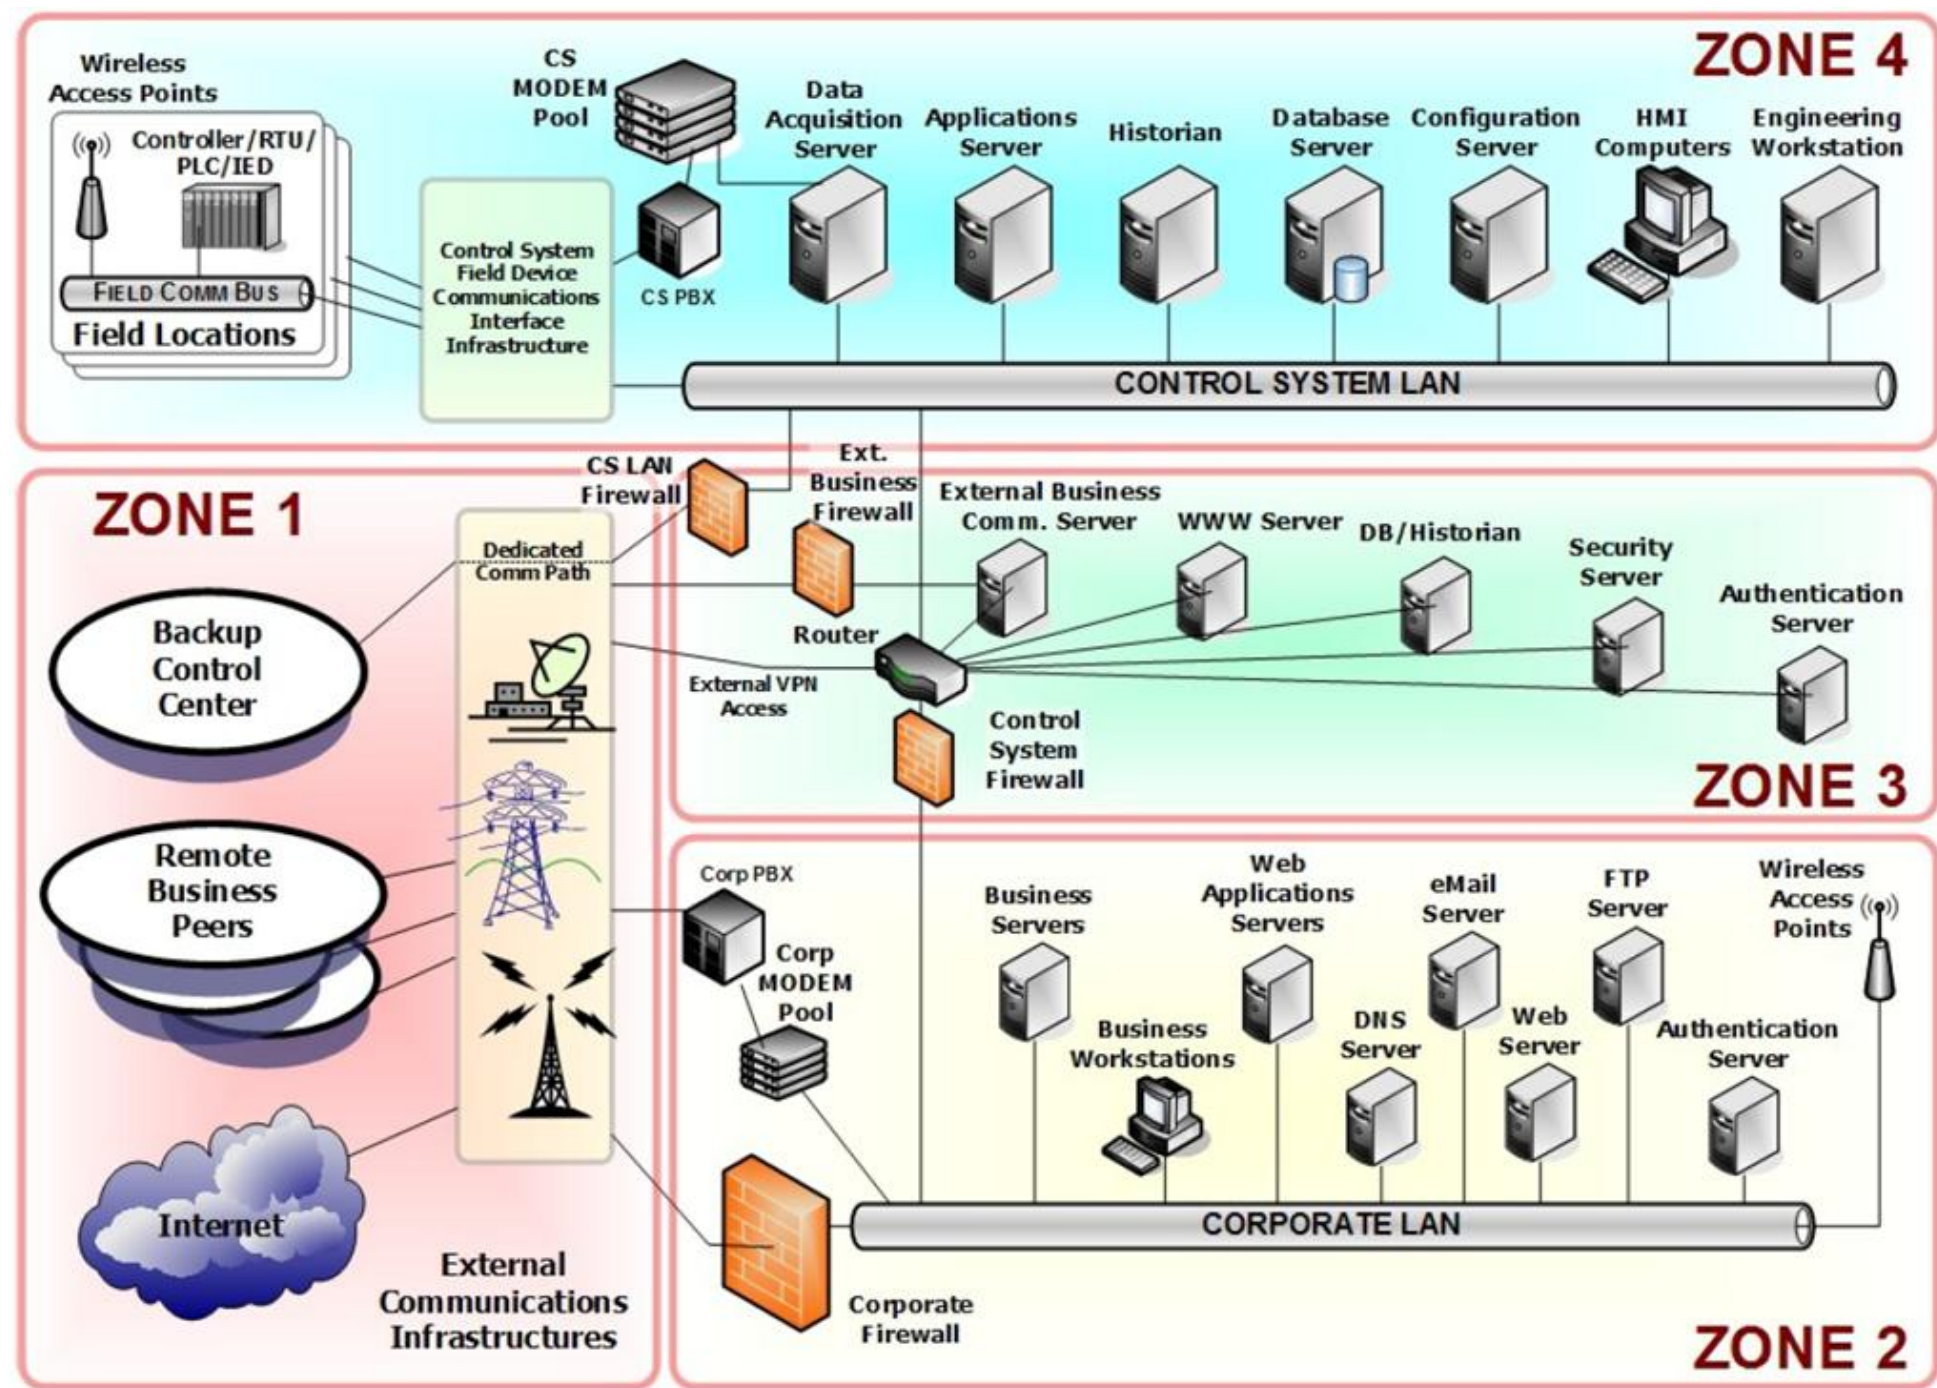 ZONE 4
Wireless
Access Points
Controller/RTU/
PLC/IED
FIELD COMM BUS
Field Locations
Control System
Field Device
Communications
Interface
Infrastructure
CS
MODEM
Pool
CS PBX
Data
Acquisition
Server
Applications
Server
Historian
Database
Server
Configuration
Server
HMI
Computers
Engineering
Workstation
CONTROL SYSTEM LAN
ZONE 1
CS LAN
Firewall
Ext.
Business
Firewall
External Business
Comm. Server
WWW Server
DB/Historian
Security
Server
Authentication
Server
Dedicated
Comm Path
Backup
Control
Center
Router
External VPN
Access
Control
System
Firewall
ZONE 3
Remote
Business
Peers
Corp PBX
Corp
MODEM
Pool
Business
Servers
Business
Workstations
Web
Applications
Servers
DNS
Server
eMail
Server
Web
Server
FTP
Server
Authentication
Server
Wireless
Access
Points
Internet
External
Communications
Infrastructures
CORPORATE LAN
Corporate
Firewall
ZONE 2